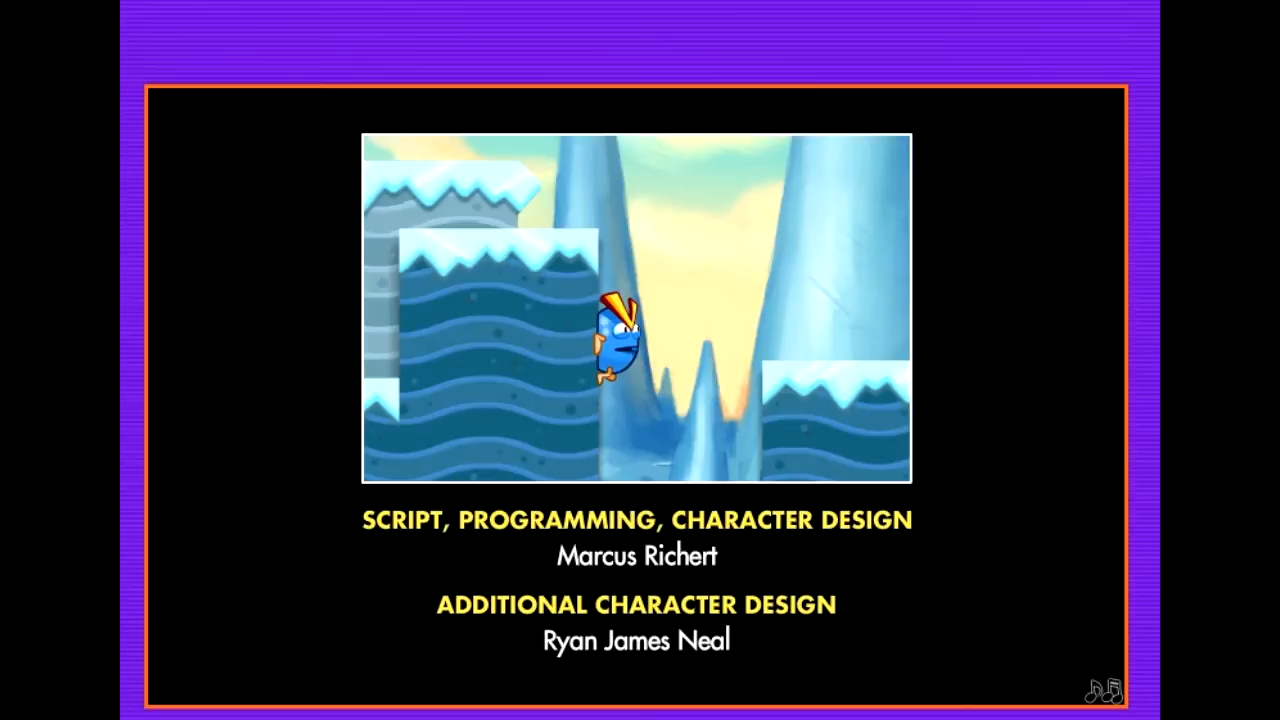 SCRIPT, PROGRAMMING, CHARACTER DESIGN
Marcus Richert
ADDITIONAL CHARACTER DESIGN
Ryan James Neal